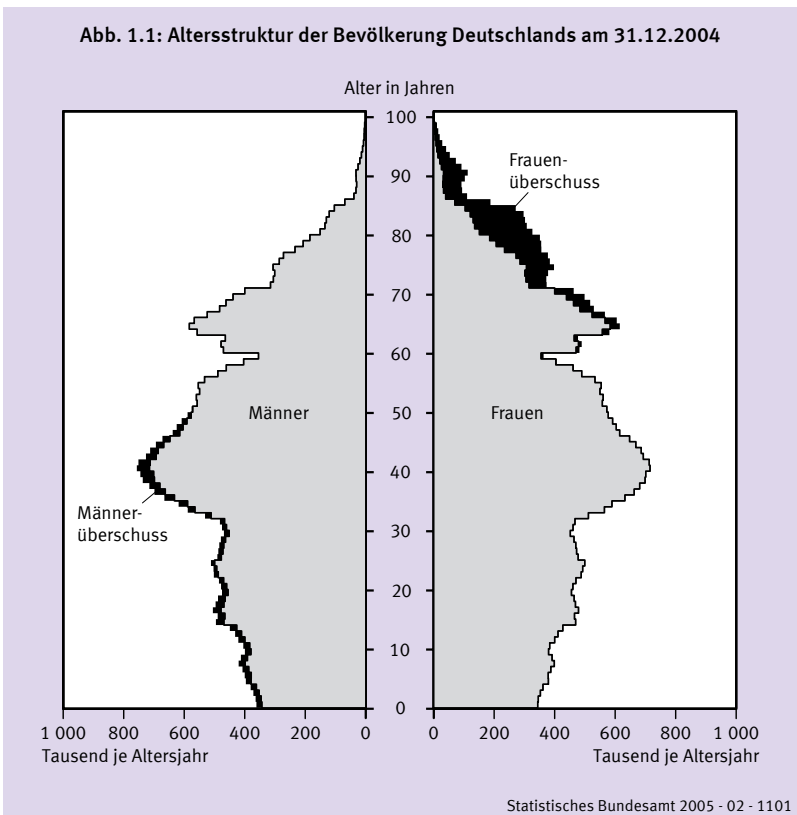 Abb. 1.1: Altersstruktur der Bevölkerung Deutschlands am 31.12.2004
Alter in Jahren
100
90
80
70
60
50
40
30
20
10
0
Frauen-
überschuss
Männer
Frauen
Männer-
überschuss
1 000 800 600 400 200 0
0 200 400 600 800 1 000
Tausend je Altersjahr
Tausend je Altersjahr
Statistisches Bundesamt 2005 - 02 - 1101